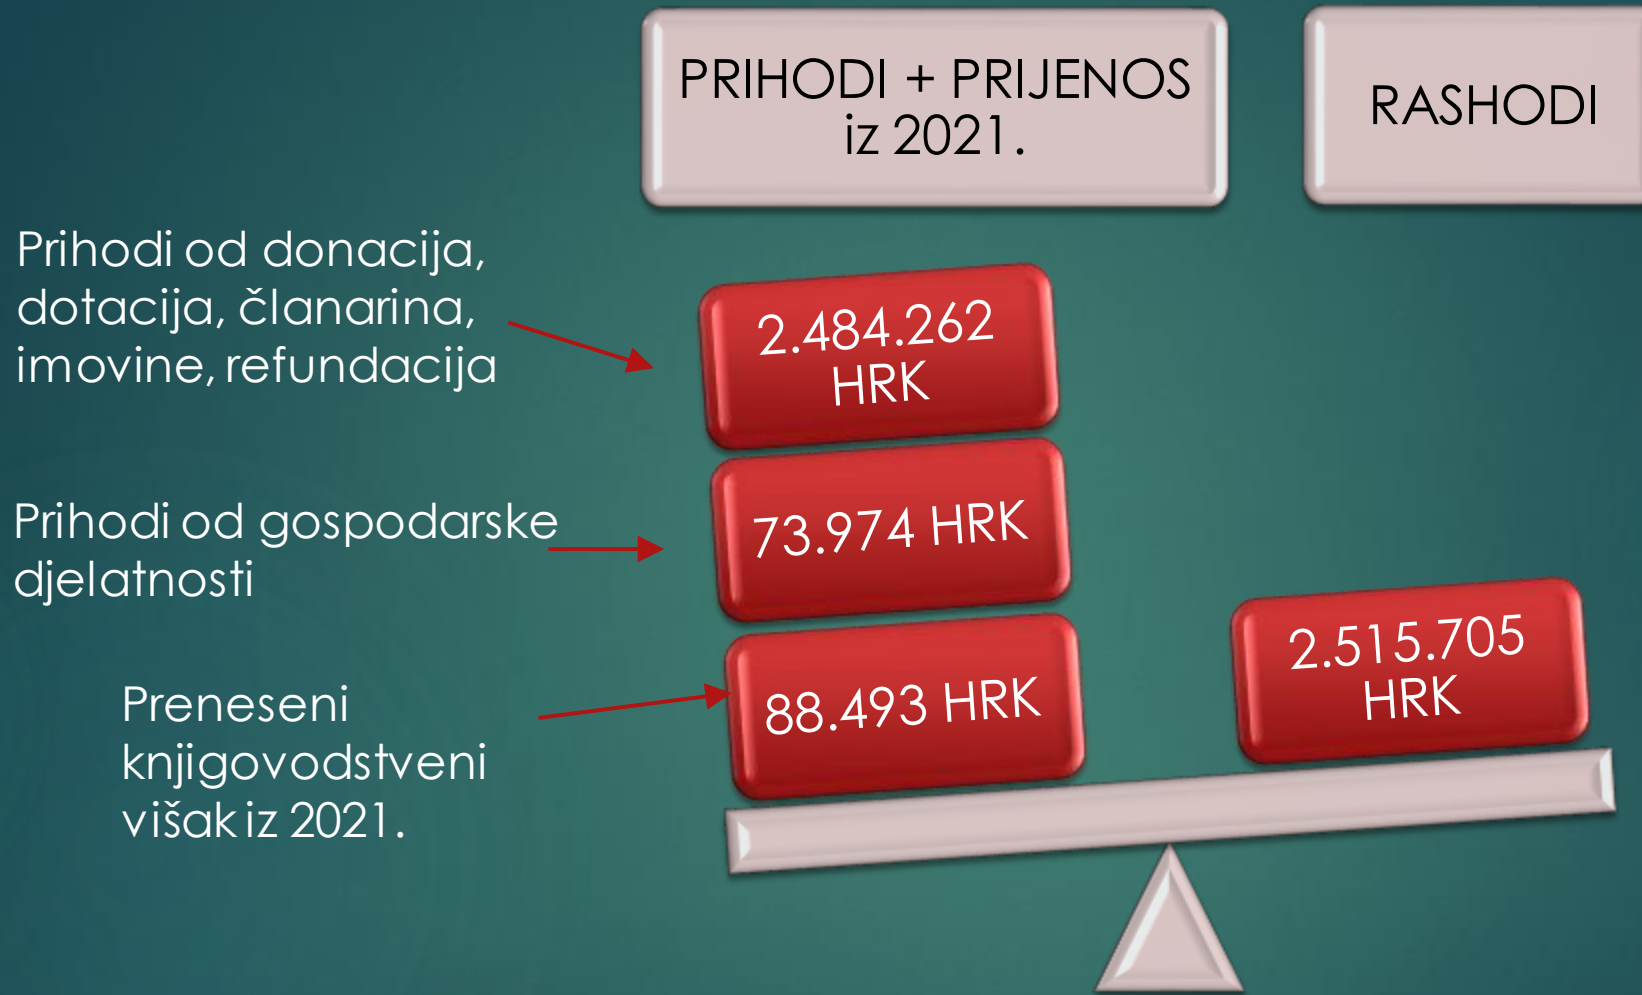 PRIHODI + PRIJENOS
iz 2021.
RASHODI
Prihodi od donacija,
dotacija, članarina,
imovine, refundacija
2.484.262
HRK
Prihodi od gospodarske
djelatnosti
73.974 HRK
Preneseni
knjigovodstveni
višak iz 2021.
88.493 HRK
2.515.705
HRK